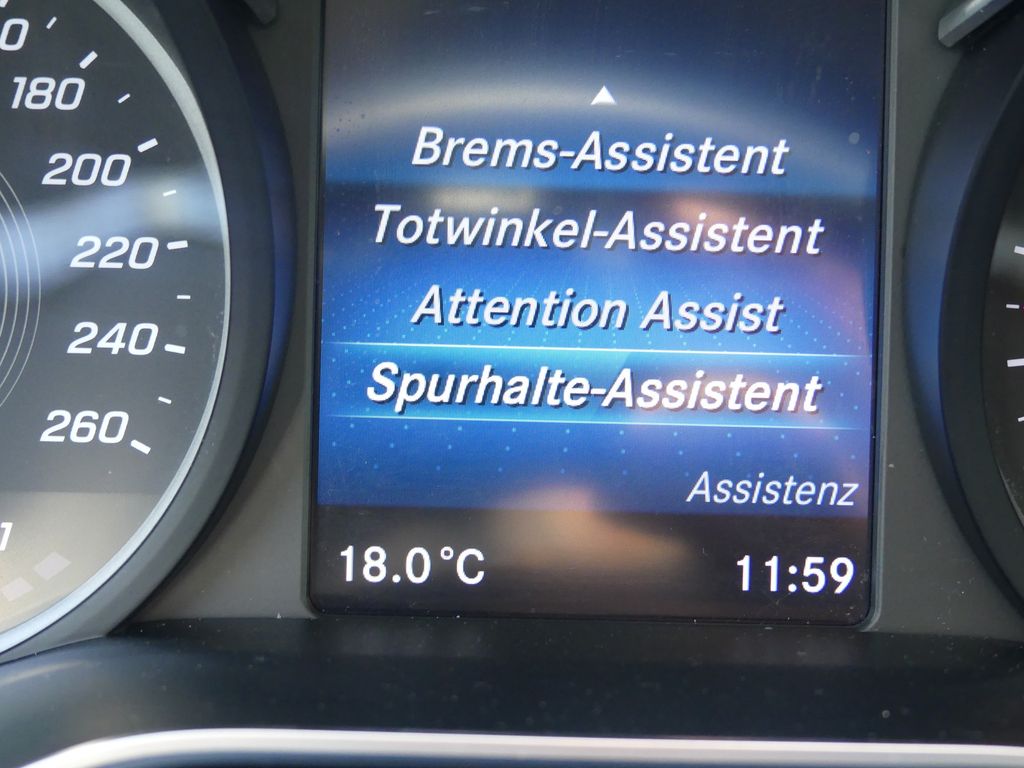 180
200
220
240
260
Brems-Assistent
Totwinkel-Assistent
Attention Assist
Spurhalte-Assistent
Assistenz
18.0°C
11:59